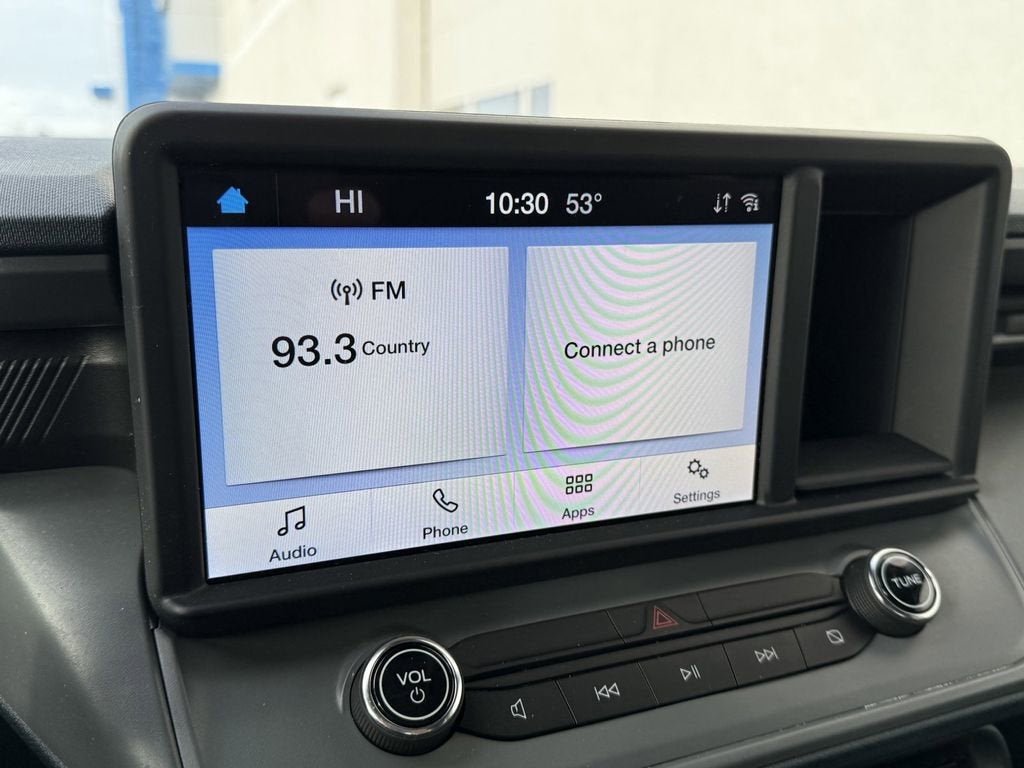 HI
10:30 53°
FM
93.3 Country
Connect a phone
Audio
Phone
Apps
Settings
VOL
TUNE